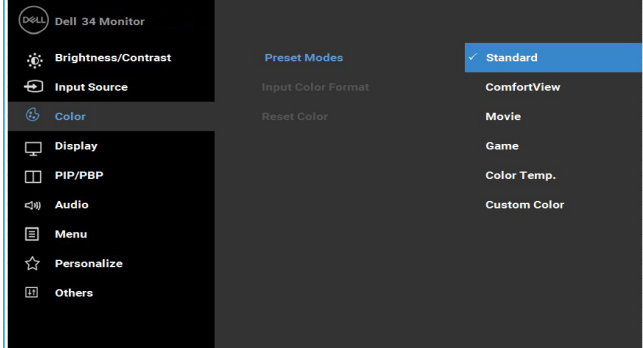 DELL Dell 34 Monitor
Brightness/Contrast Preset Modes ✓ Standard
Input Source Input Color Format ComfortView
Color Reset Color Movie
Display Game
PIP/PBP Color Temp.
Audio Custom Color
Menu
Personalize
Others